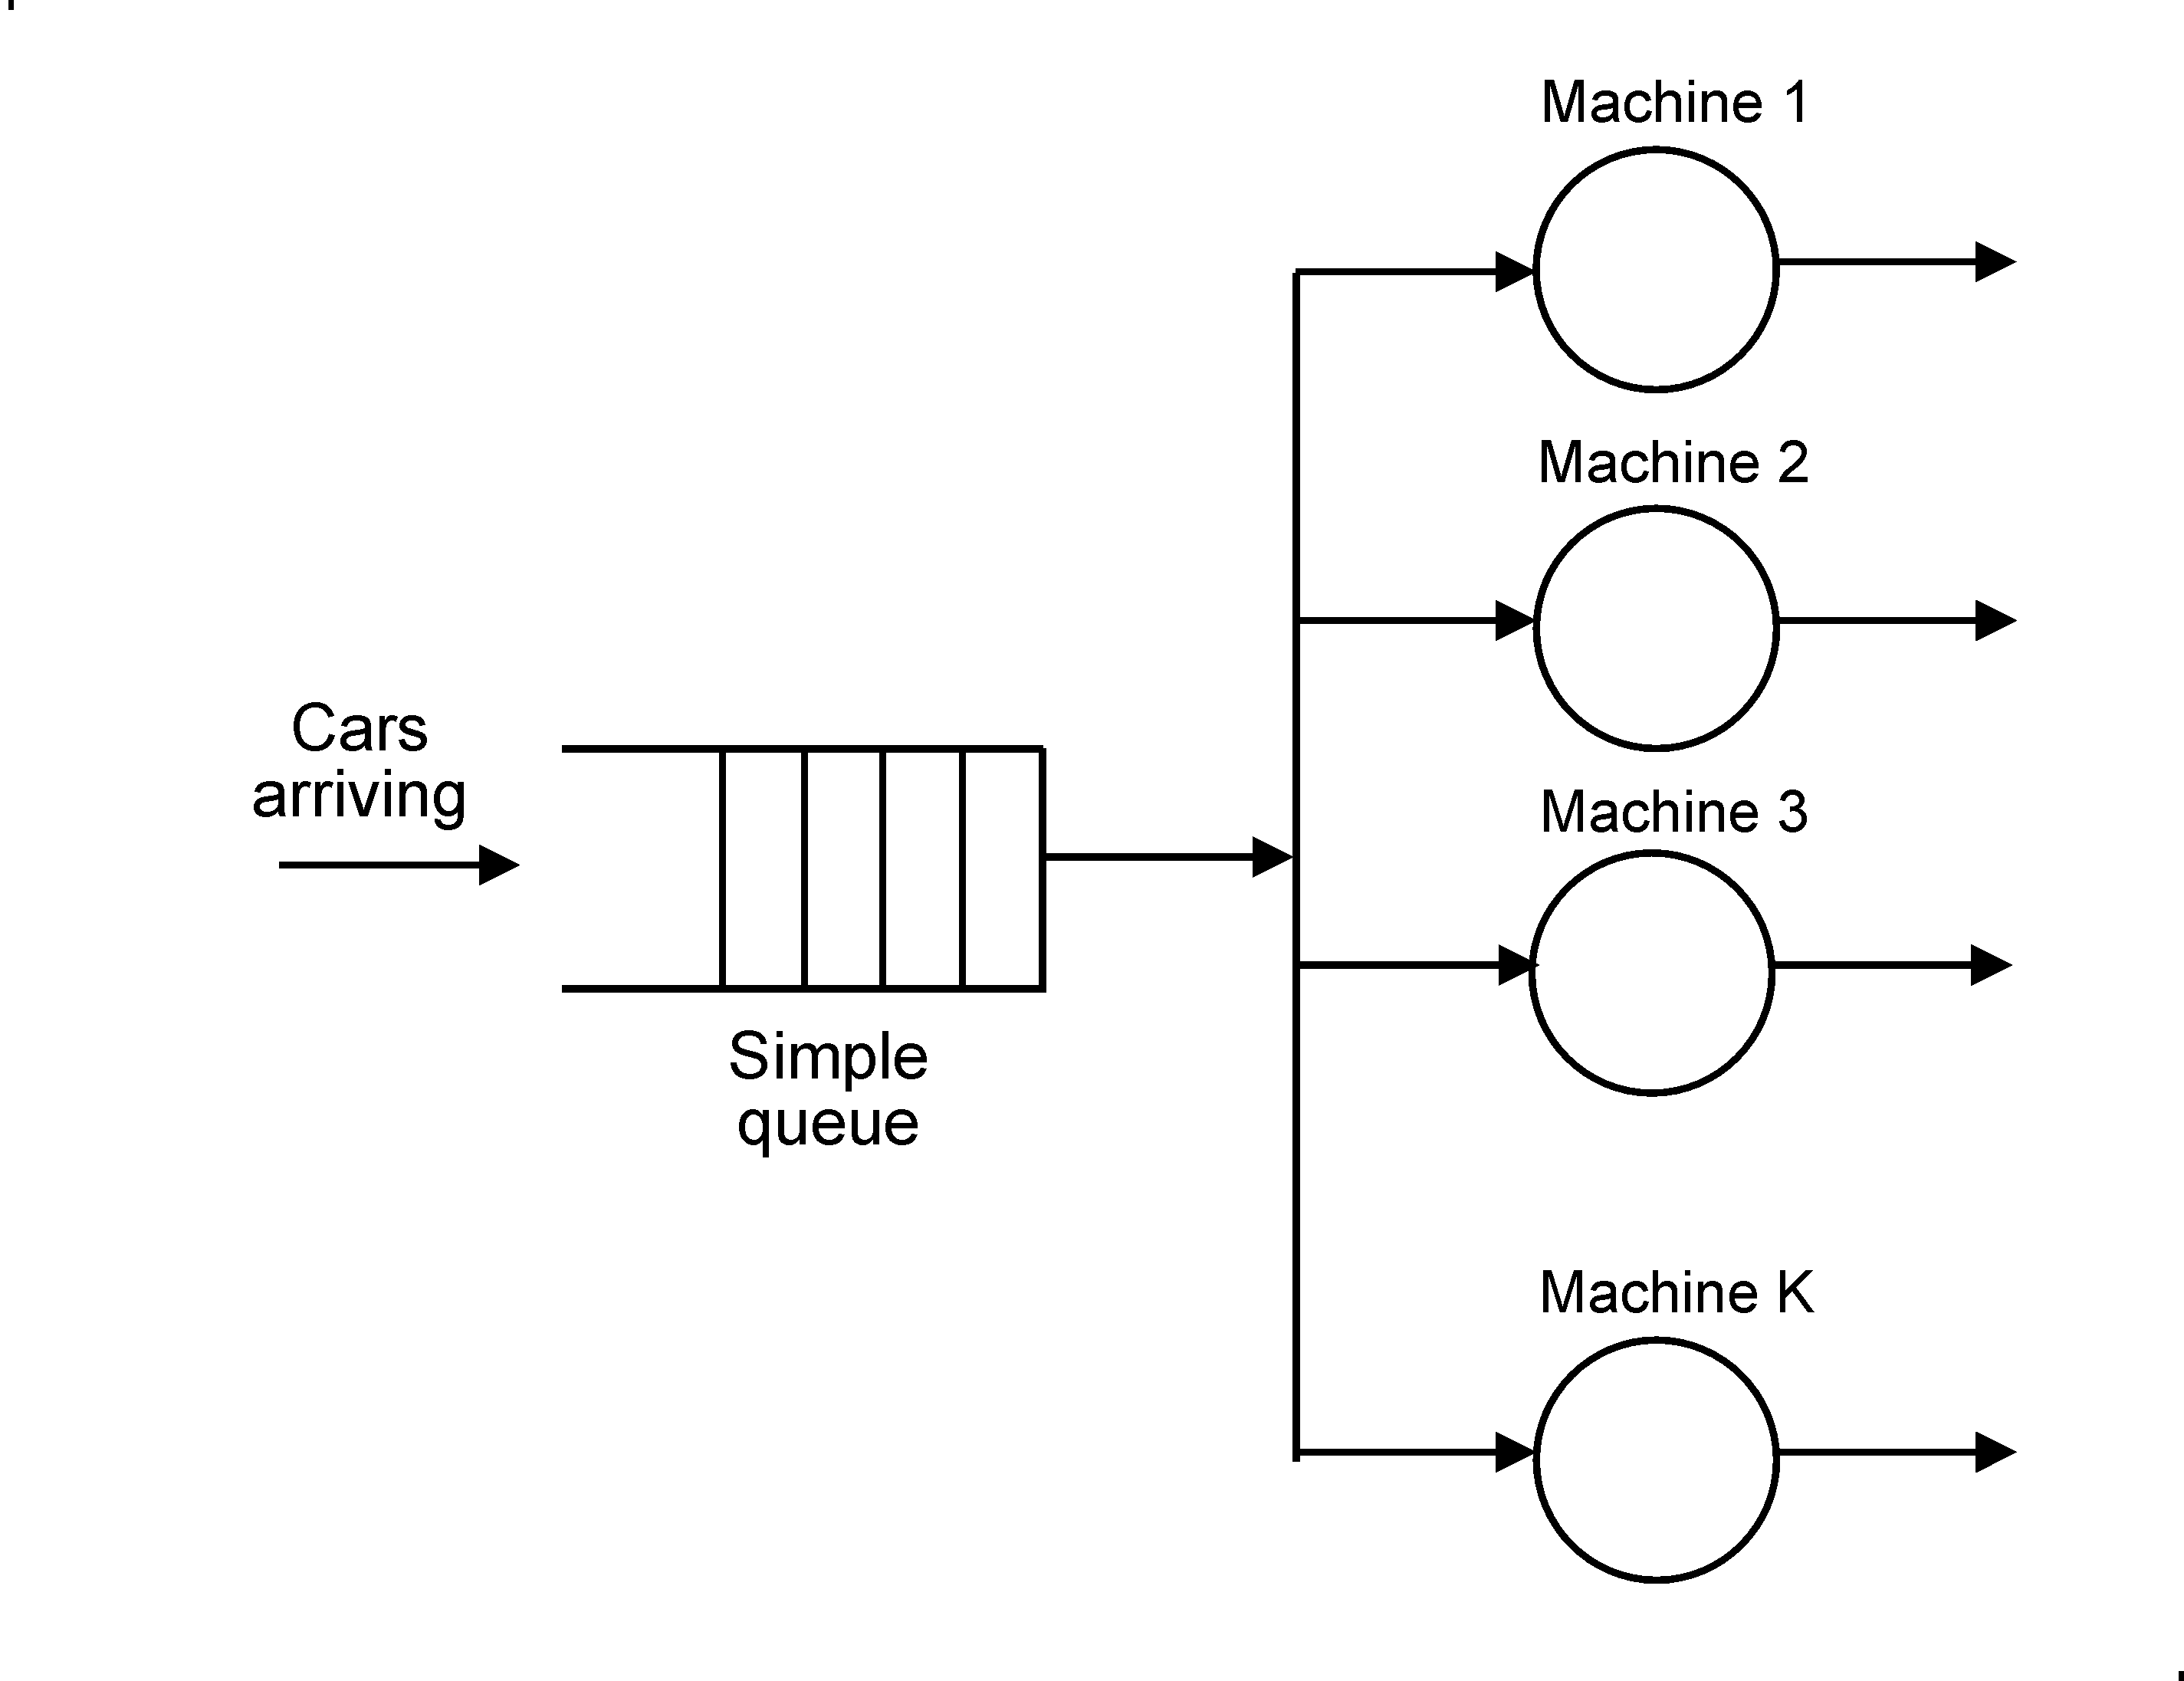 Machine 1
Machine 2
Cars
arriving
Machine 3
Simple
queue
Machine K